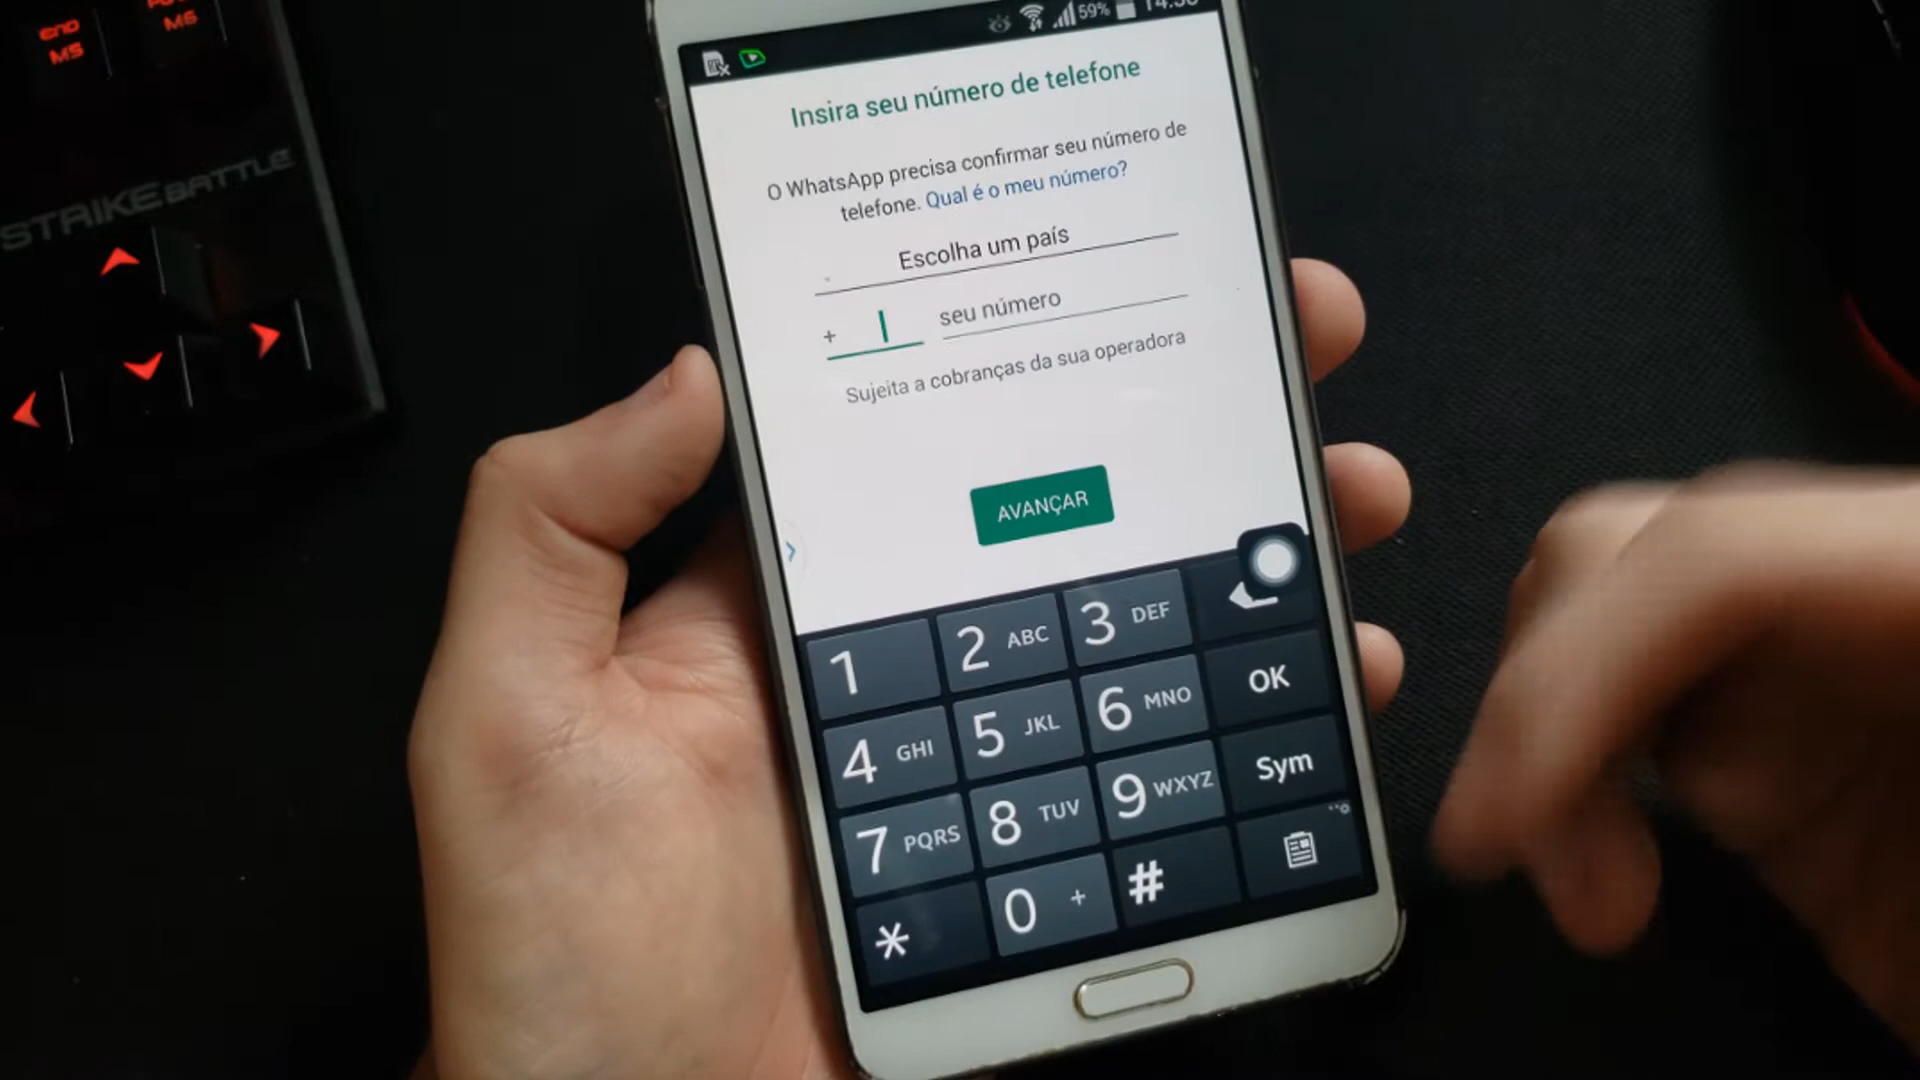 END
M5
M6
STRIKEBATTLE
59%
Insira seu número de telefone
O WhatsApp precisa confirmar seu número de
telefone. Qual é o meu número?
Escolha um país
+ seu número
Sujeita a cobranças da sua operadora
AVANÇAR
1 2 ABC 3 DEF
4 GHI 5 JKL 6 MNO OK
7 PQRS 8 TUV 9 WXYZ Sym
* 0 + #